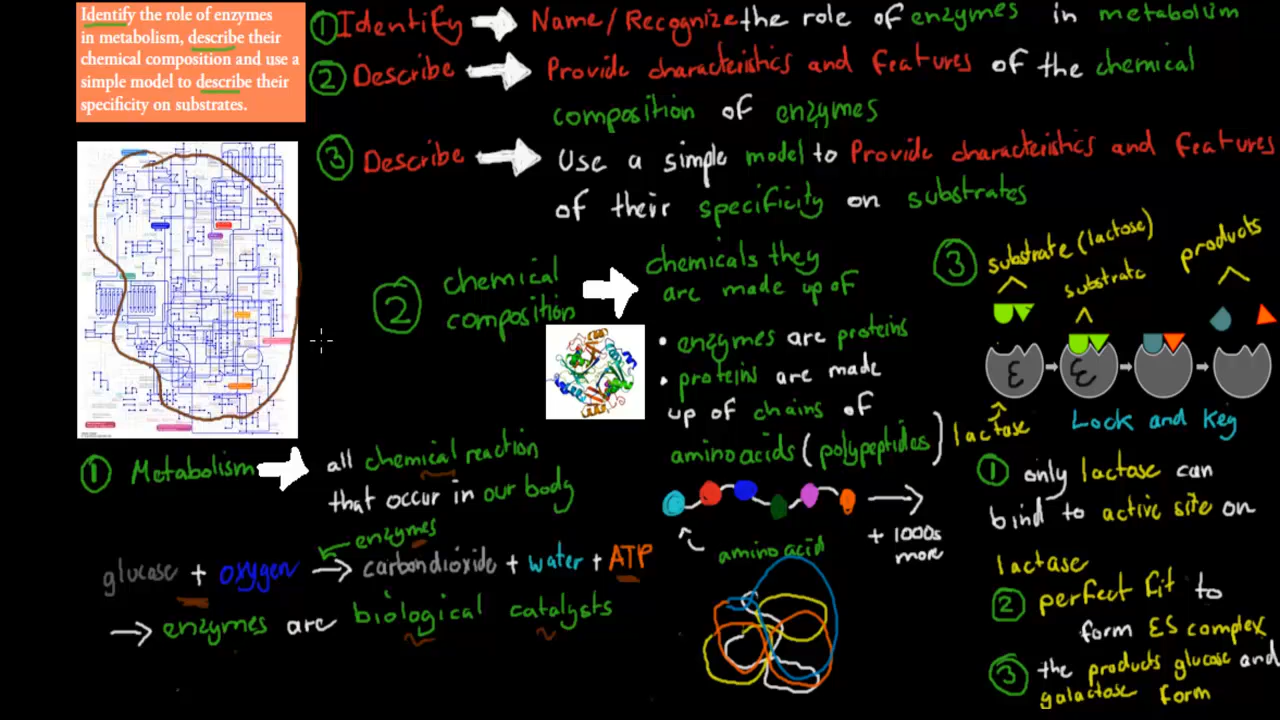 Identify the role of enzymes
in metabolism, describe their
chemical composition and use a
simple model to describe their
specificity on substrates.
① Identify → Name/Recognize the role of enzymes in metabolism
② Describe → Provide characteristics and features of the chemical
composition of enzymes
③ Describe → Use a simple model to Provide characteristics and features
of their specificity on substrates
② chemical
composition →
chemicals they
are made up of
• enzymes are proteins
• proteins are made
up of chains of
amino acids (polypeptides)
amino acid
+ 1000s
more
③ substrate (lactose)
substrate
products
ε
ε
lactase
Lock and Key
① only lactase can
bind to active site on
lactase
② perfect fit to
form ES complex
③ the products glucose and
galactose form
① Metabolism → all chemical reaction
that occur in our body
enzymes
glucose + oxygen → carbondioxide + water + ATP
→ enzymes are biological catalysts